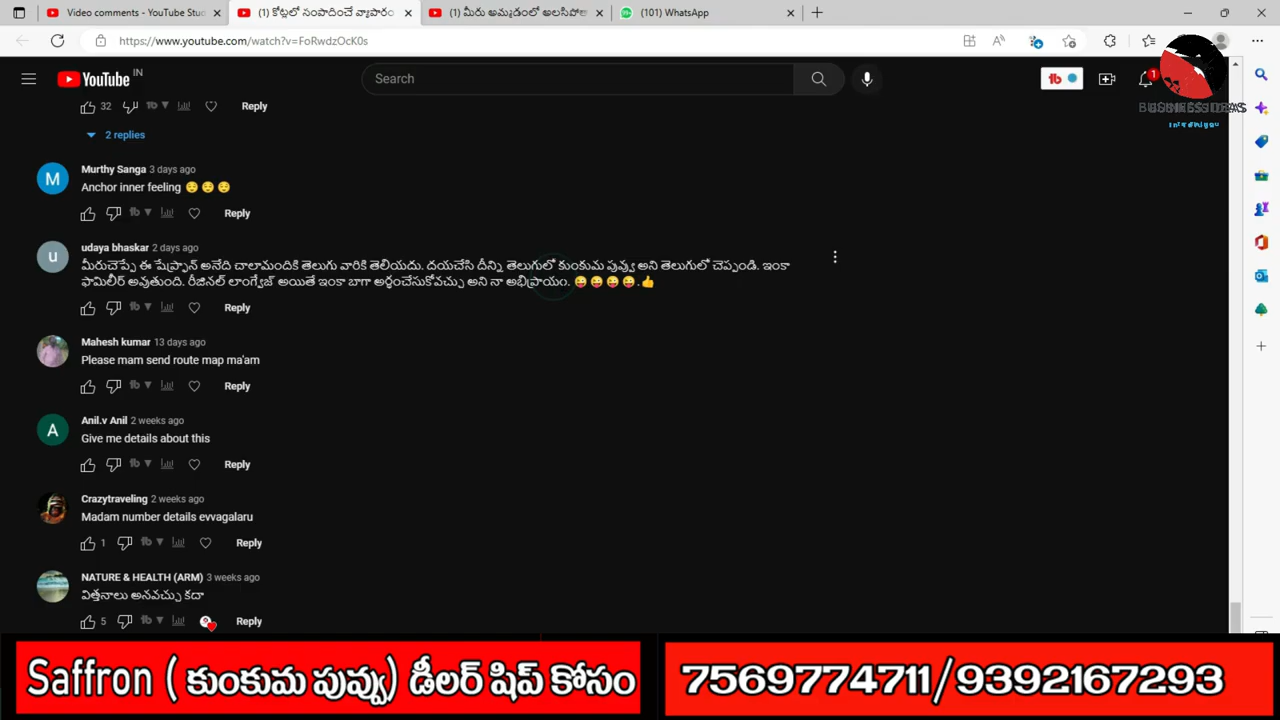 Video comments - YouTube Stud
(1) కోట్లలో సంపాదించే వ్యాపారం
(1) మీరు అమ్మడంలో అలసిపోతా
(101) WhatsApp
https://www.youtube.com/watch?v=FoRwdzOcK0s
YouTube IN
Search
1
32 Reply
2 replies
Murthy Sanga 3 days ago
Anchor inner feeling 😌😌😌
Reply
udaya bhaskar 2 days ago
మీరుచెప్పే ఈ షేఫ్రాన్ అనేది చాలామందికి తెలుగు వారికి తెలియదు. దయచేసి దీన్ని తెలుగులో కుంకుమ పువ్వు అని తెలుగులో చెప్పండి. ఇంకా
ఫామిలీర్ అవుతుంది. రీజినల్ లాంగ్వేజ్ అయితే ఇంకా బాగా అర్థంచేసుకోవచ్చు అని నా అభిప్రాయం. 😜😜😜😜.👍
Reply
Mahesh kumar 13 days ago
Please mam send route map ma'am
Reply
Anil.v Anil 2 weeks ago
Give me details about this
Reply
Crazytraveling 2 weeks ago
Madam number details evvagalaru
1 Reply
NATURE & HEALTH (ARM) 3 weeks ago
విత్తనాలు అనవచ్చు కదా
5 Reply
Saffron ( కుంకుమ పువ్వు) డీలర్ షిప్ కోసం
7569774711/9392167293